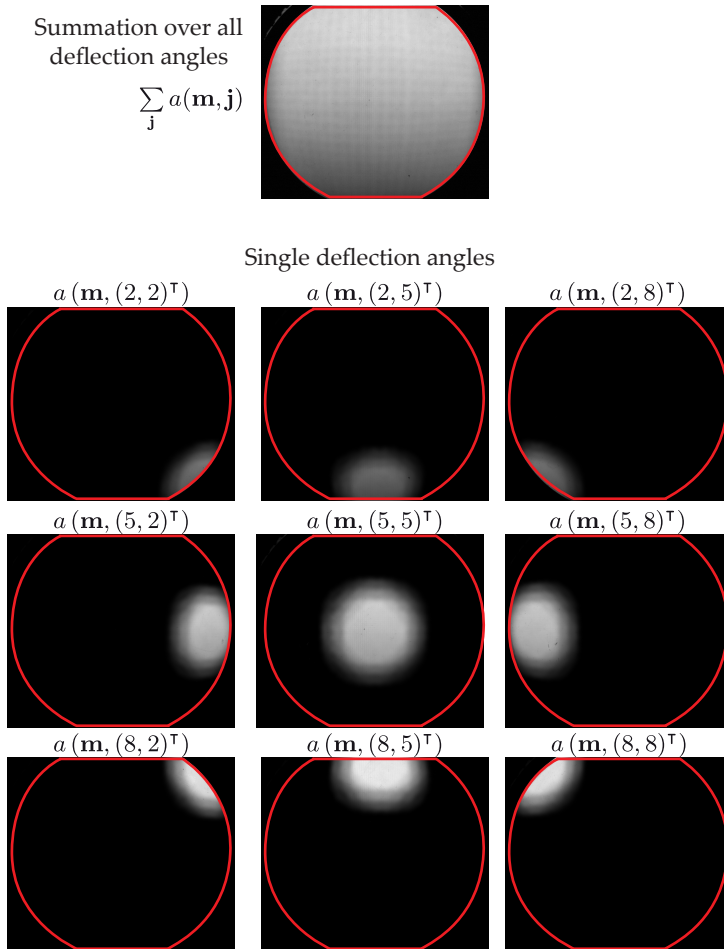 Summation over all
deflection angles
∑_j a(m, j)
Single deflection angles
a (m, (2, 2)ᵀ) a (m, (2, 5)ᵀ) a (m, (2, 8)ᵀ)
a (m, (5, 2)ᵀ) a (m, (5, 5)ᵀ) a (m, (5, 8)ᵀ)
a (m, (8, 2)ᵀ) a (m, (8, 5)ᵀ) a (m, (8, 8)ᵀ)